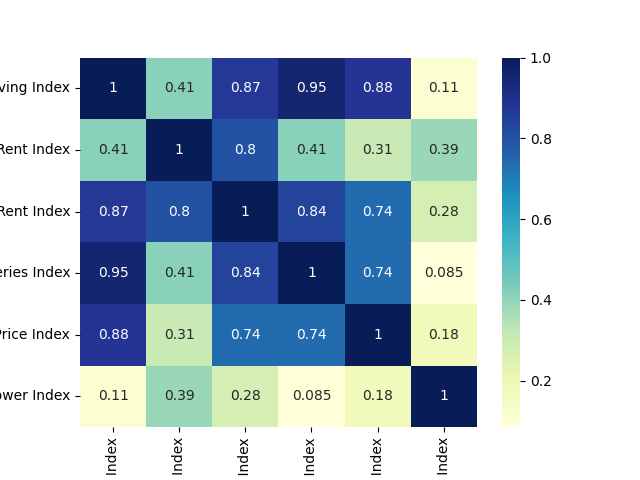 ving Index 1 0.41 0.87 0.95 0.88 0.11
Rent Index 0.41 1 0.8 0.41 0.31 0.39
Rent Index 0.87 0.8 1 0.84 0.74 0.28
eries Index 0.95 0.41 0.84 1 0.74 0.085
Price Index 0.88 0.31 0.74 0.74 1 0.18
ower Index 0.11 0.39 0.28 0.085 0.18 1
Index Index Index Index Index Index
1.0
0.8
0.6
0.4
0.2